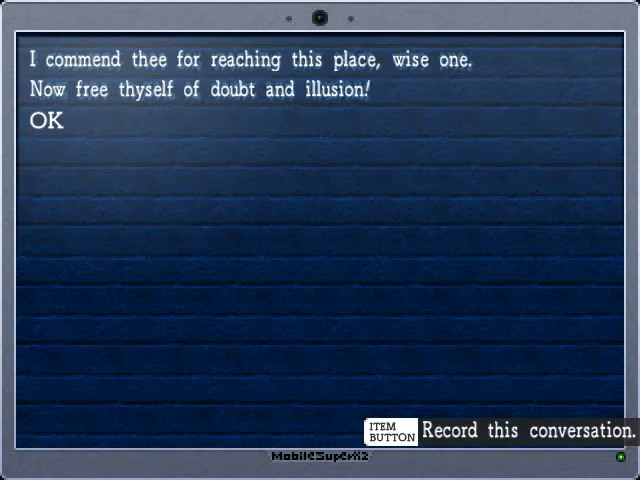 I commend thee for reaching this place, wise one.
Now free thyself of doubt and illusion!
OK
ITEM
BUTTON
Record this conversation.
MobileSuperX2